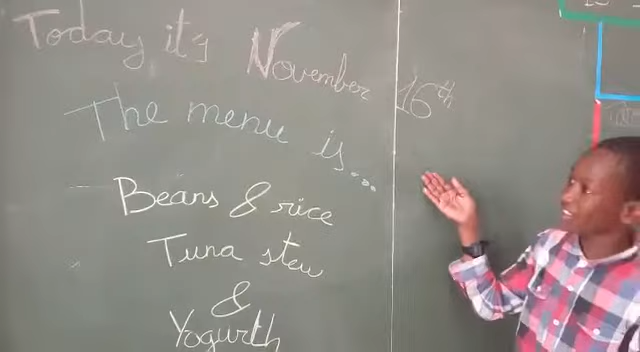 Today it's November 16th
The menu is...
Beans & rice
Tuna stew
&
Yogurth